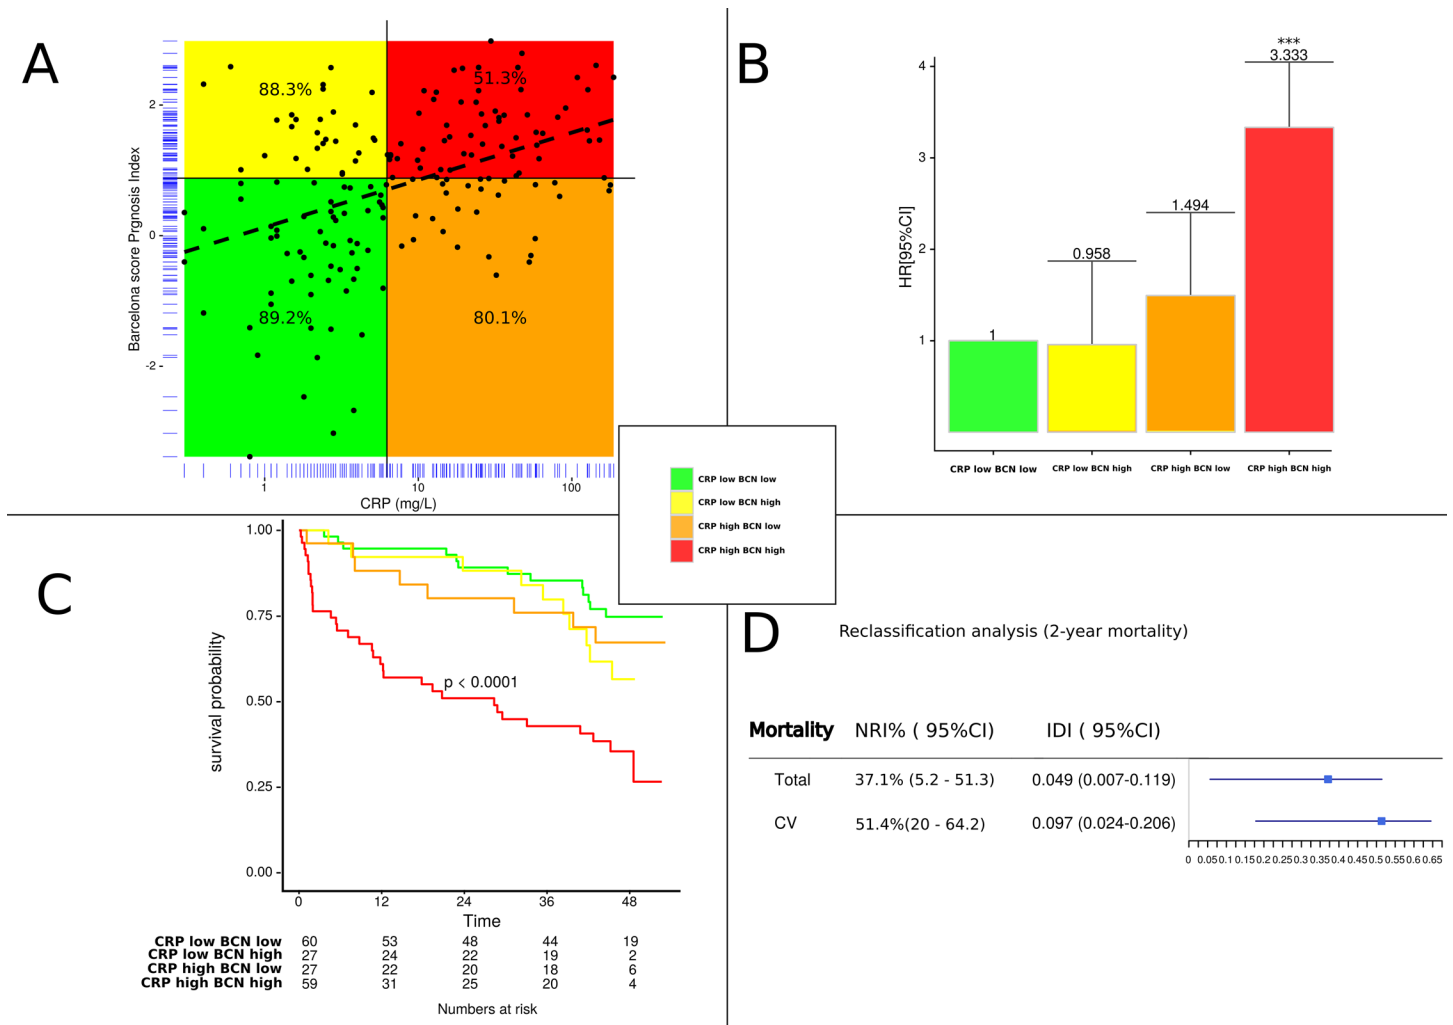 A
88.3%
51.3%
89.2%
80.1%
Barcelona score Prgnosis Index
2
0
-2
1
10
100
CRP (mg/L)
B
***
3.333
1.494
0.958
1
HR[95%CI]
4
3
2
1
CRP low BCN low
CRP low BCN high
CRP high BCN low
CRP high BCN high
CRP low BCN low
CRP low BCN high
CRP high BCN low
CRP high BCN high
C
survival probability
1.00
0.75
0.50
0.25
0.00
p < 0.0001
0 12 24 36 48
Time
CRP low BCN low 60 53 48 44 19
CRP low BCN high 27 24 22 19 2
CRP high BCN low 27 22 20 18 6
CRP high BCN high 59 31 25 20 4
Numbers at risk
D
Reclassification analysis (2-year mortality)
Mortality NRI% ( 95%CI) IDI ( 95%CI)
Total 37.1% (5.2 - 51.3) 0.049 (0.007-0.119)
CV 51.4%(20 - 64.2) 0.097 (0.024-0.206)
0 0.05 0.1 0.15 0.2 0.25 0.3 0.35 0.4 0.45 0.5 0.55 0.6 0.65